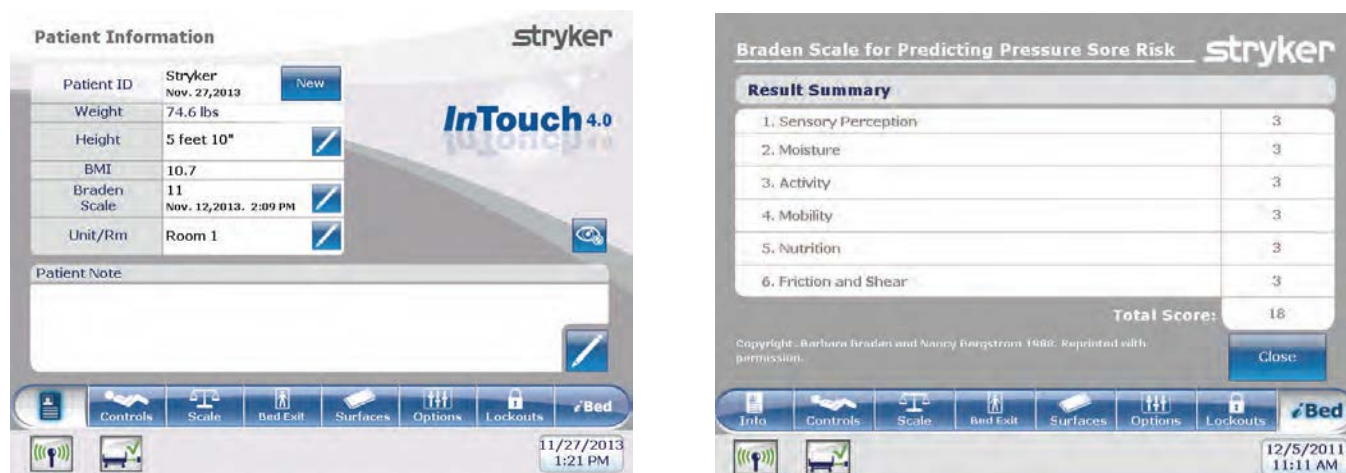 Patient Information
stryker
Patient ID
Stryker
Nov. 27,2013
New
Weight
74.6 lbs
InTouch 4.0
Height
5 feet 10"
BMI
10.7
Braden
Scale
11
Nov. 12,2013. 2:09 PM
Unit/Rm
Room 1
Patient Note
Controls
Scale
Bed Exit
Surfaces
Options
Lockouts
iBed
11/27/2013
1:21 PM
Braden Scale for Predicting Pressure Sore Risk
stryker
Result Summary
1. Sensory Perception 3
2. Moisture 3
3. Activity 3
4. Mobility 3
5. Nutrition 3
6. Friction and Shear 3
Total Score: 18
Copyright. Barbara Braden and Nancy Bergstrom 1988. Reprinted with
permission.
Close
Info
Controls
Scale
Bed Exit
Surfaces
Options
Lockouts
iBed
12/5/2011
11:11 AM